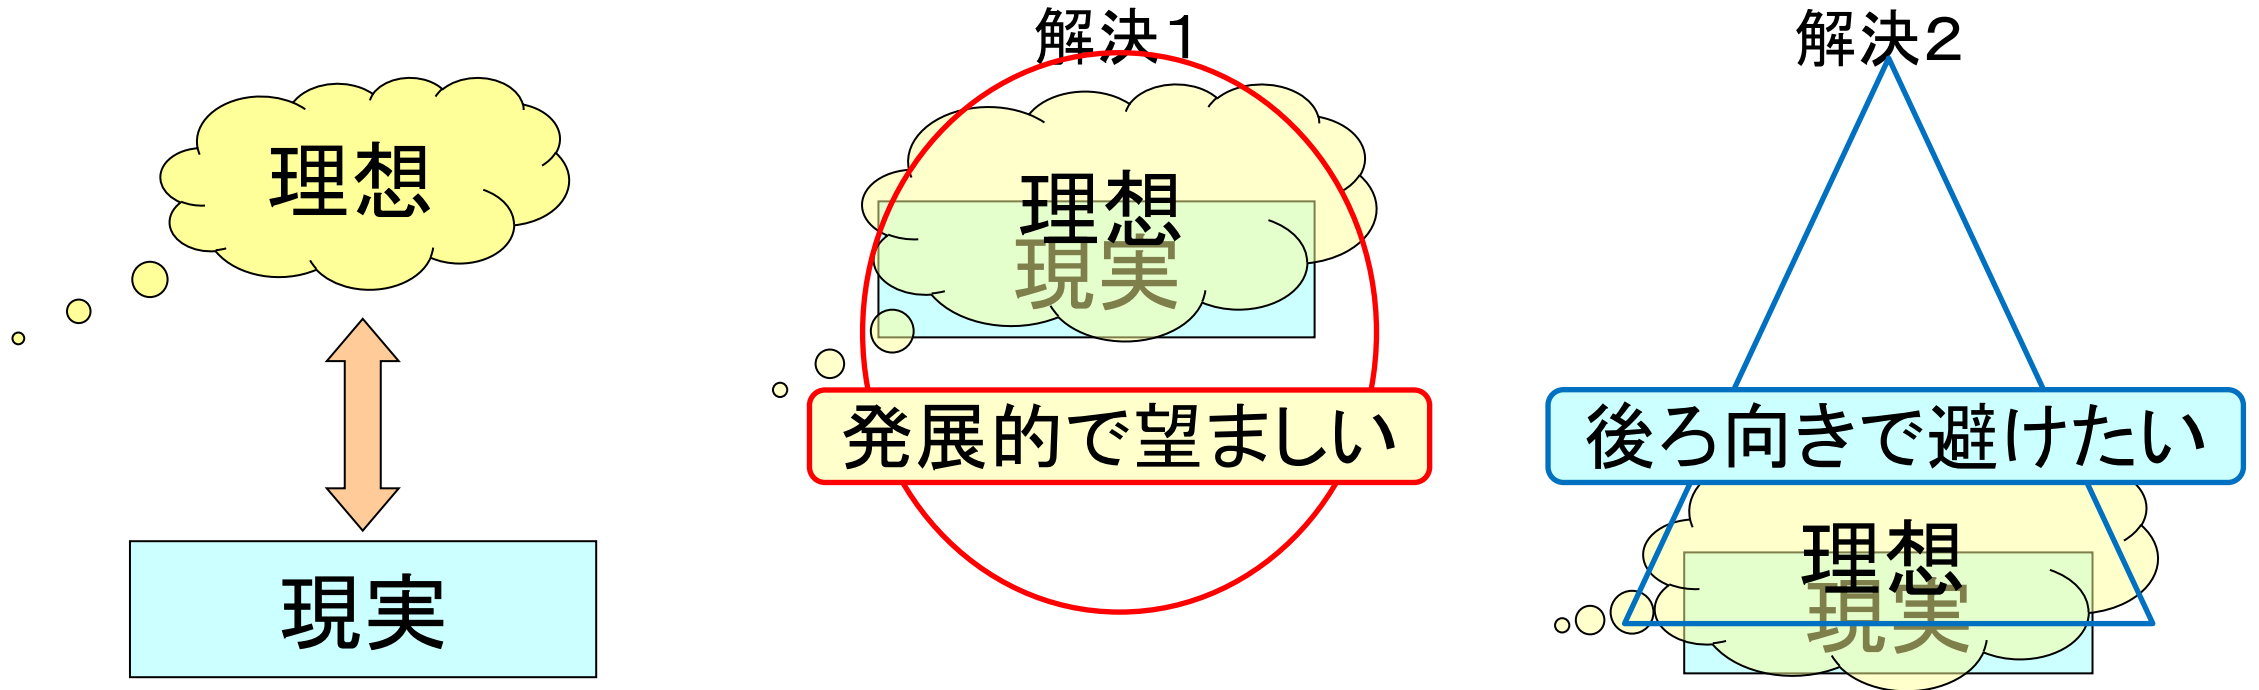 理想
現実
解決１
理想
現実
発展的で望ましい
解決２
後ろ向きで避けたい
理想
現実